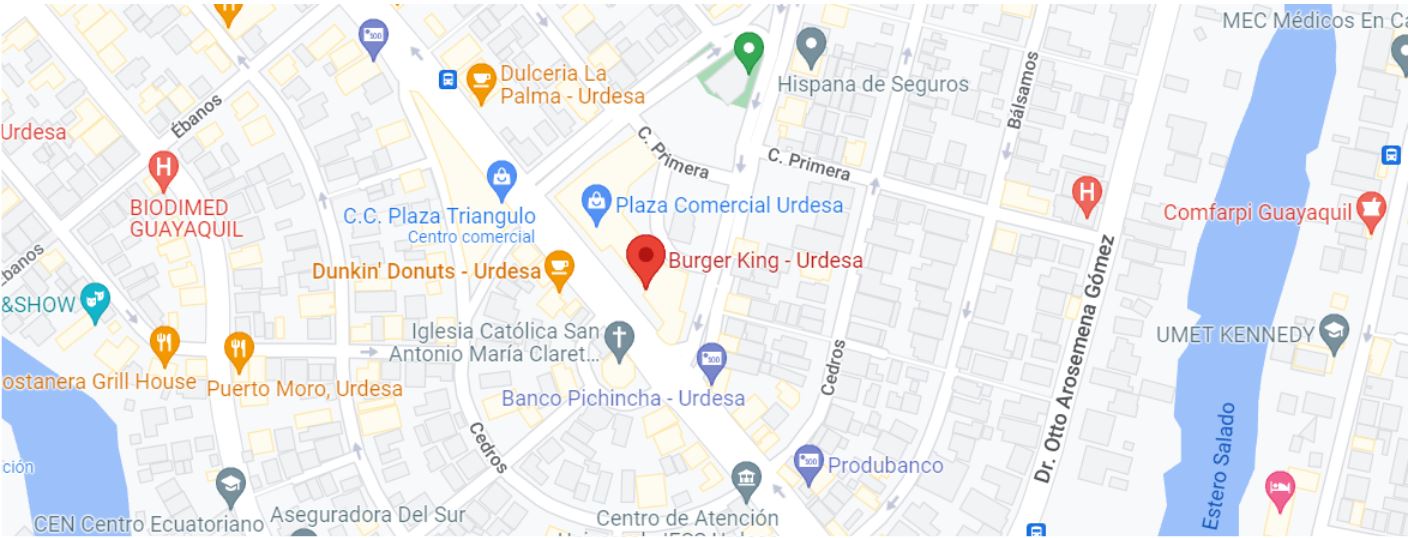 MEC Médicos En Ca
Dulceria La
Palma - Urdesa
Hispana de Seguros
Ébanos
Bálsamos
Urdesa
C. Primera
C. Primera
BIODIMED
GUAYAQUIL
C.C. Plaza Triangulo
Centro comercial
Plaza Comercial Urdesa
Comfarpi Guayaquil
banos
Dunkin' Donuts - Urdesa
Burger King - Urdesa
&SHOW
Iglesia Católica San
Antonio María Claret...
UMET KENNEDY
Dr. Otto Arosemena Gómez
ostanera Grill House
Puerto Moro, Urdesa
Banco Pichincha - Urdesa
Cedros
Cedros
ción
Produbanco
Estero Salado
CEN Centro Ecuatoriano
Aseguradora Del Sur
Centro de Atención